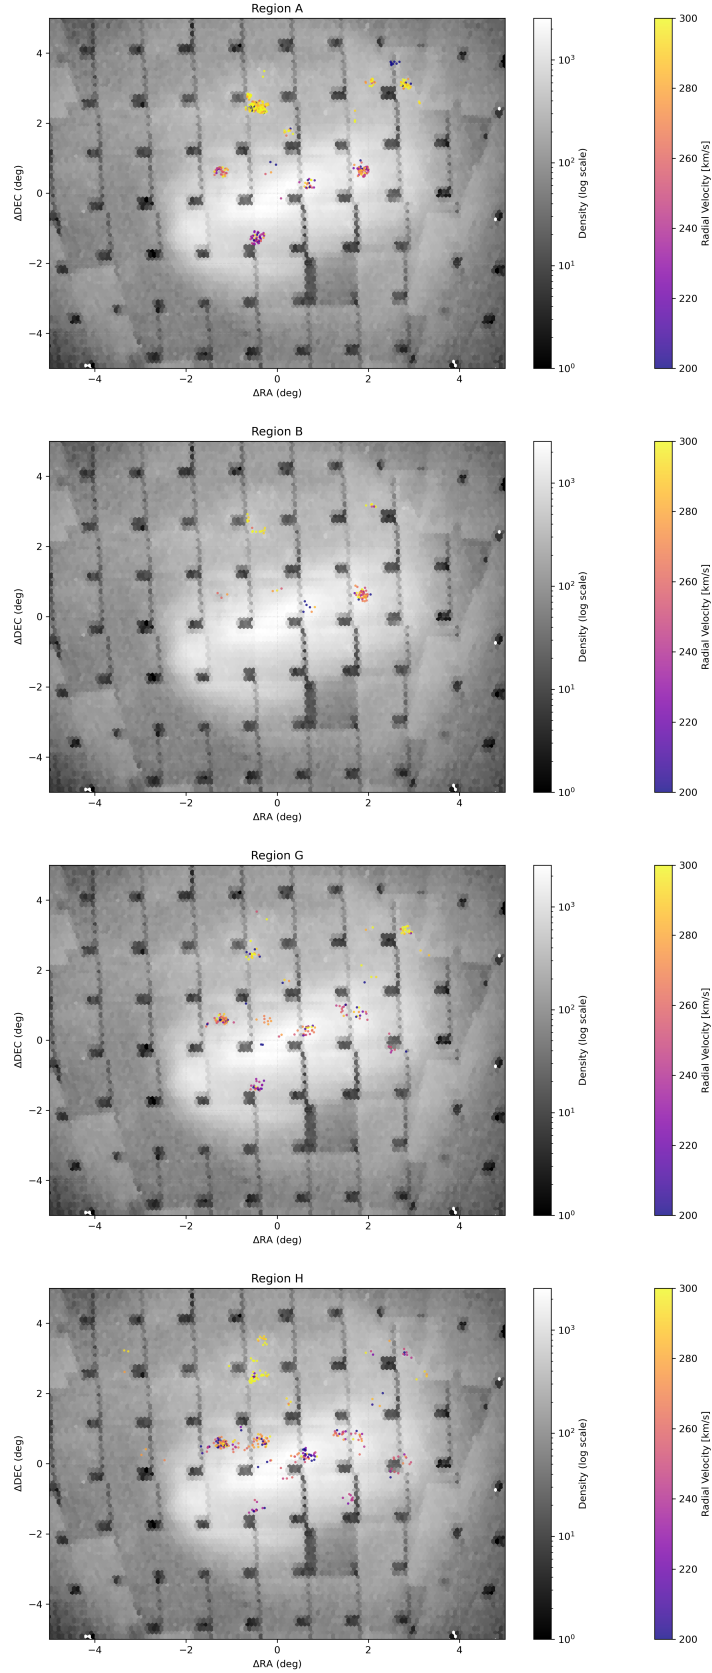 Region A
4
2
0
−2
−4
ΔDEC (deg)
−4 −2 0 2 4
ΔRA (deg)
10³
10²
10¹
10⁰
Density (log scale)
300
280
260
240
220
200
Radial Velocity [km/s]
Region B
4
2
0
−2
−4
ΔDEC (deg)
−4 −2 0 2 4
ΔRA (deg)
10³
10²
10¹
10⁰
Density (log scale)
300
280
260
240
220
200
Radial Velocity [km/s]
Region G
4
2
0
−2
−4
ΔDEC (deg)
−4 −2 0 2 4
ΔRA (deg)
10³
10²
10¹
10⁰
Density (log scale)
300
280
260
240
220
200
Radial Velocity [km/s]
Region H
4
2
0
−2
−4
ΔDEC (deg)
−4 −2 0 2 4
ΔRA (deg)
10³
10²
10¹
10⁰
Density (log scale)
300
280
260
240
220
200
Radial Velocity [km/s]